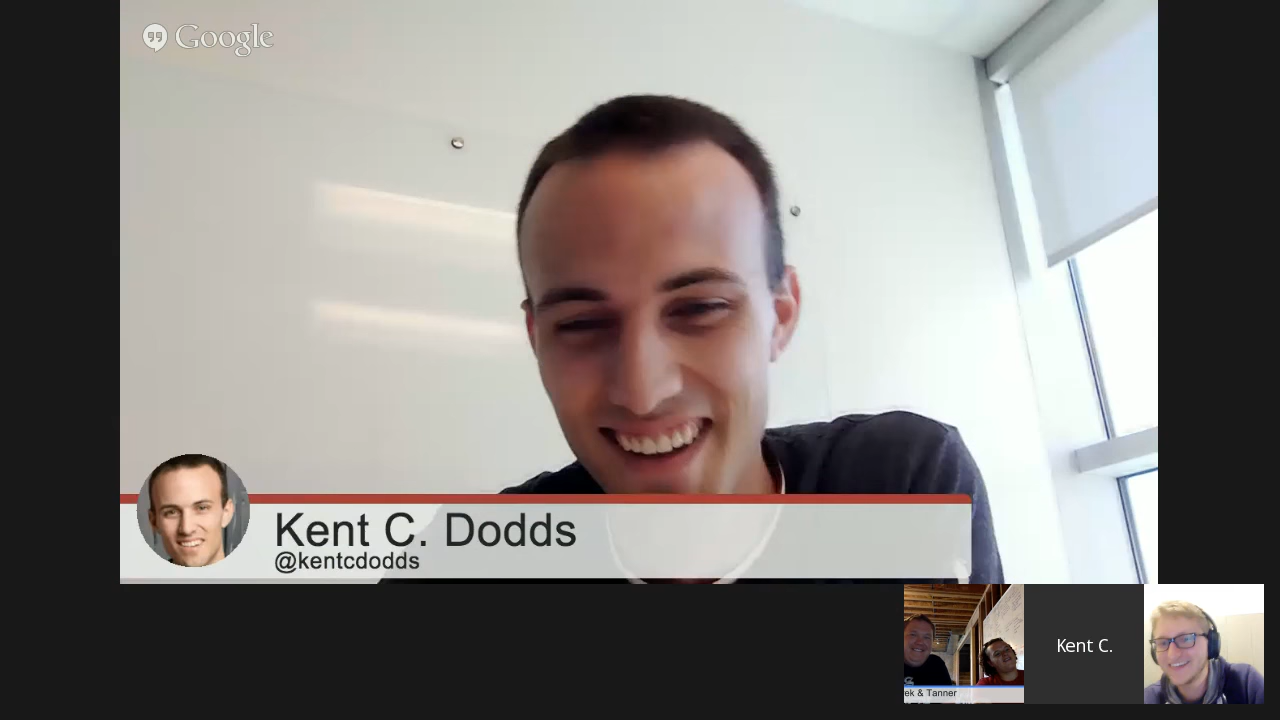 Google
Kent C. Dodds
@kentcdodds
ek & Tanner
Kent C.